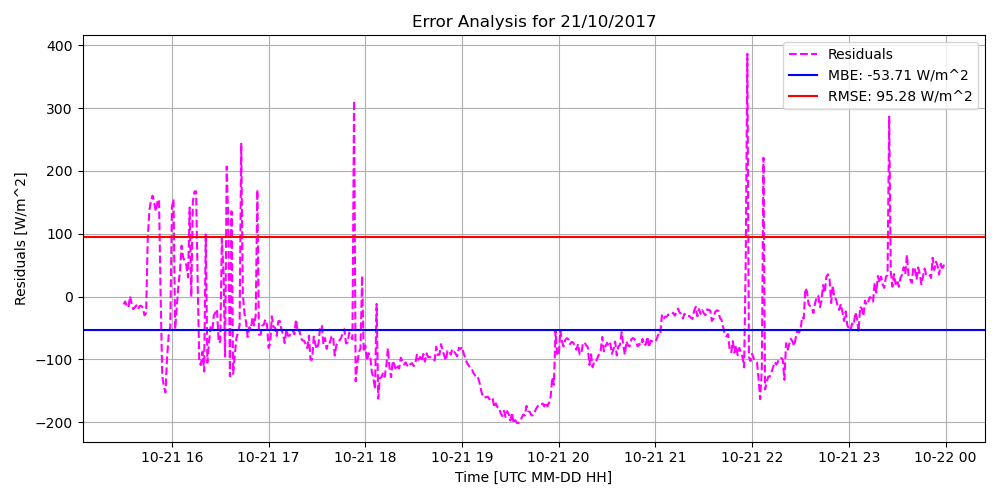 Error Analysis for 21/10/2017
Residuals
MBE: -53.71 W/m^2
RMSE: 95.28 W/m^2
400
300
200
100
0
−100
−200
Residuals [W/m^2]
10-21 16 10-21 17 10-21 18 10-21 19 10-21 20 10-21 21 10-21 22 10-21 23 10-22 00
Time [UTC MM-DD HH]